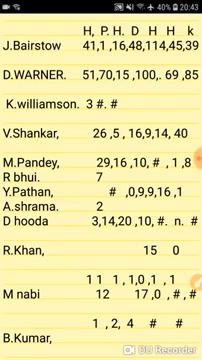 40% 20:43
H, P. H. D H H k
J.Bairstow 41,1 ,16,48,114,45,39
D.WARNER. 51,70,15 ,100,. 69 ,85
K.williamson. 3 #. #
V.Shankar, 26 ,5 , 16,9,14, 40
M.Pandey, 29,16 ,10, # , 1 ,8
R bhui. 7
Y.Pathan, # ,0,9,9,16 ,1
A.shrama. 2
D hooda 3,14,20 ,10, #. n. #
R.Khan, 15 0
1 1 1 , 1,0 ,1 , 1
M nabi 12 17 ,0 , # , #
1 , 2, 4 # #
B.Kumar,
DU Recorder